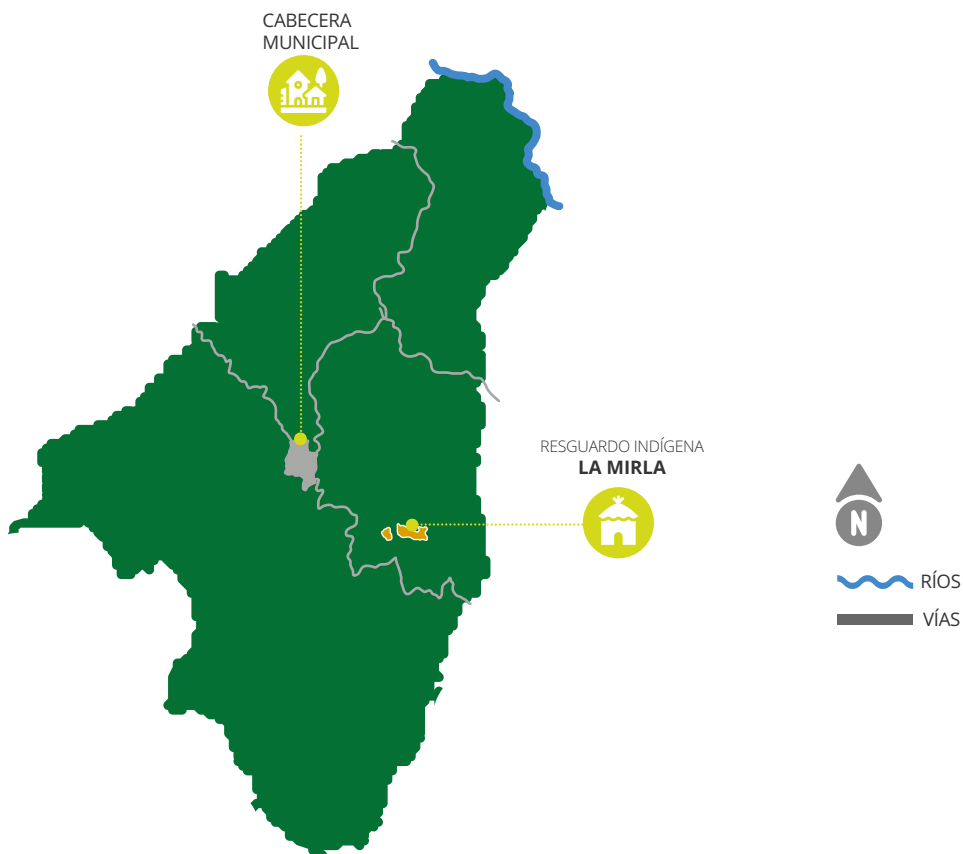 CABECERA
MUNICIPAL
RESGUARDO INDÍGENA
LA MIRLA
N
RÍOS
VÍAS